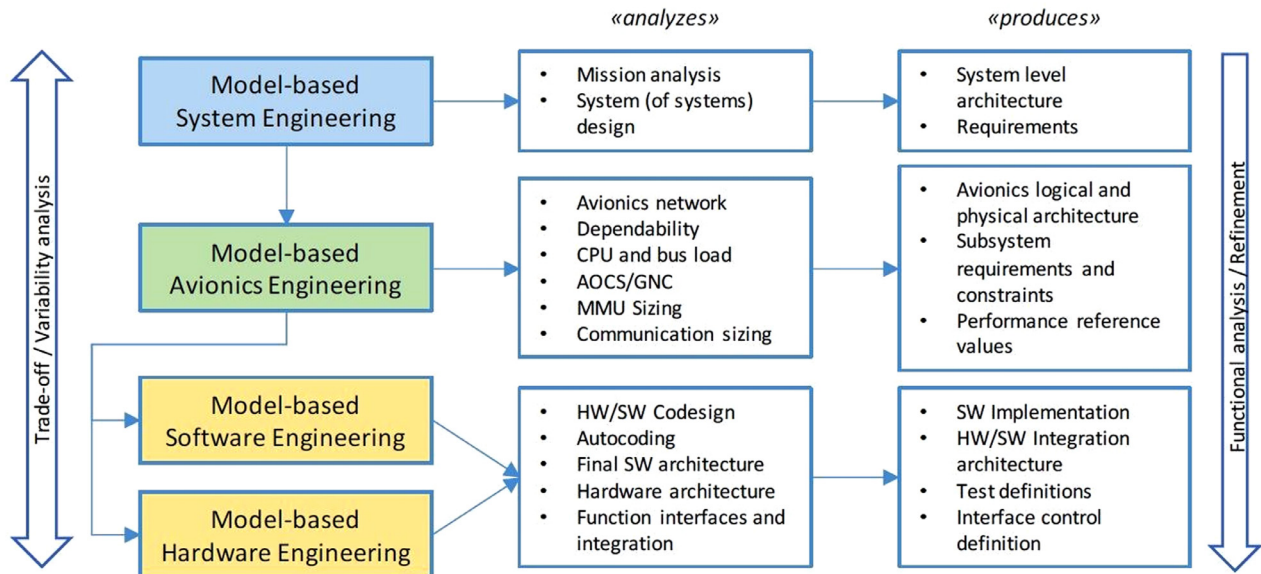 «analyzes»
«produces»
Trade-off / Variability analysis
Model-based
System Engineering
• Mission analysis
• System (of systems)
design
• System level
architecture
• Requirements
Model-based
Avionics Engineering
• Avionics network
• Dependability
• CPU and bus load
• AOCS/GNC
• MMU Sizing
• Communication sizing
• Avionics logical and
physical architecture
• Subsystem
requirements and
constraints
• Performance reference
values
Model-based
Software Engineering
Model-based
Hardware Engineering
• HW/SW Codesign
• Autocoding
• Final SW architecture
• Hardware architecture
• Function interfaces and
integration
• SW Implementation
• HW/SW Integration
architecture
• Test definitions
• Interface control
definition
Functional analysis / Refinement